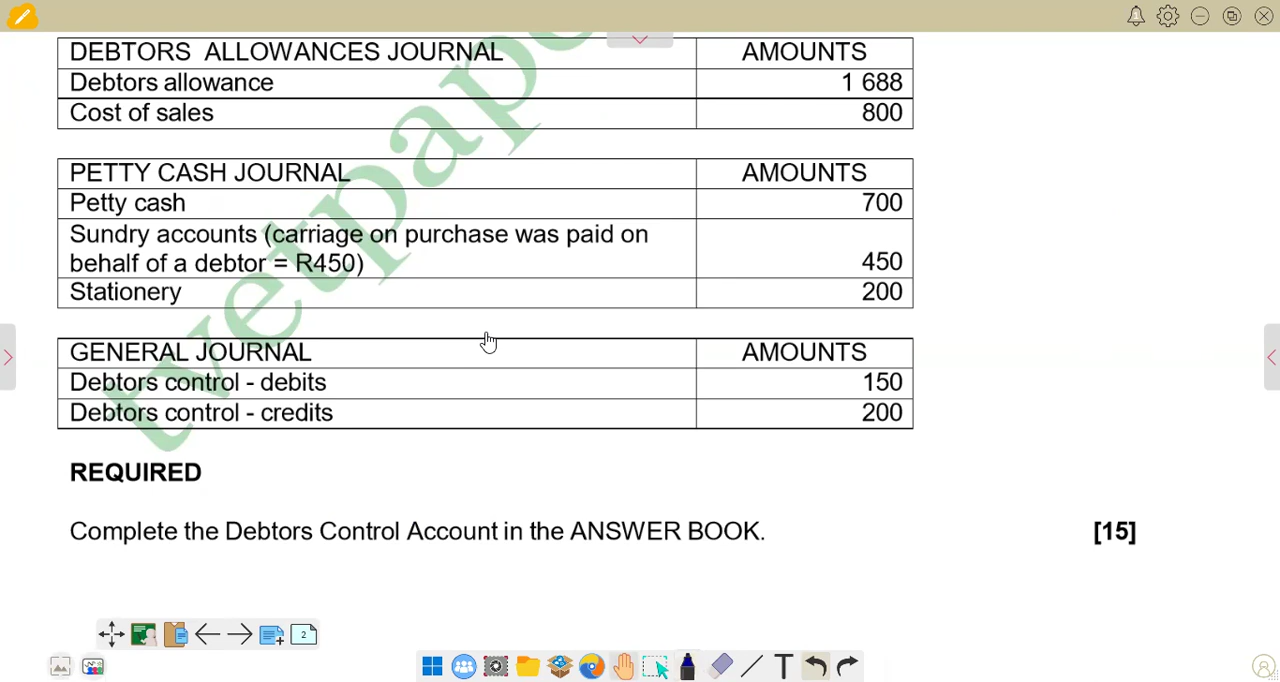 DEBTORS ALLOWANCES JOURNAL AMOUNTS
Debtors allowance 1 688
Cost of sales 800
PETTY CASH JOURNAL AMOUNTS
Petty cash 700
Sundry accounts (carriage on purchase was paid on
behalf of a debtor = R450) 450
Stationery 200
GENERAL JOURNAL AMOUNTS
Debtors control - debits 150
Debtors control - credits 200
REQUIRED
Complete the Debtors Control Account in the ANSWER BOOK. [15]
tvetpape
2
T